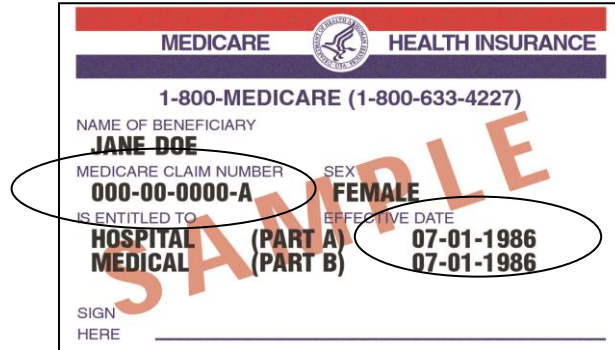 MEDICARE HEALTH INSURANCE
1-800-MEDICARE (1-800-633-4227)
NAME OF BENEFICIARY
JANE DOE
MEDICARE CLAIM NUMBER SEX
000-00-0000-A FEMALE
IS ENTITLED TO EFFECTIVE DATE
HOSPITAL (PART A) 07-01-1986
MEDICAL (PART B) 07-01-1986
SIGN
HERE
SAMPLE